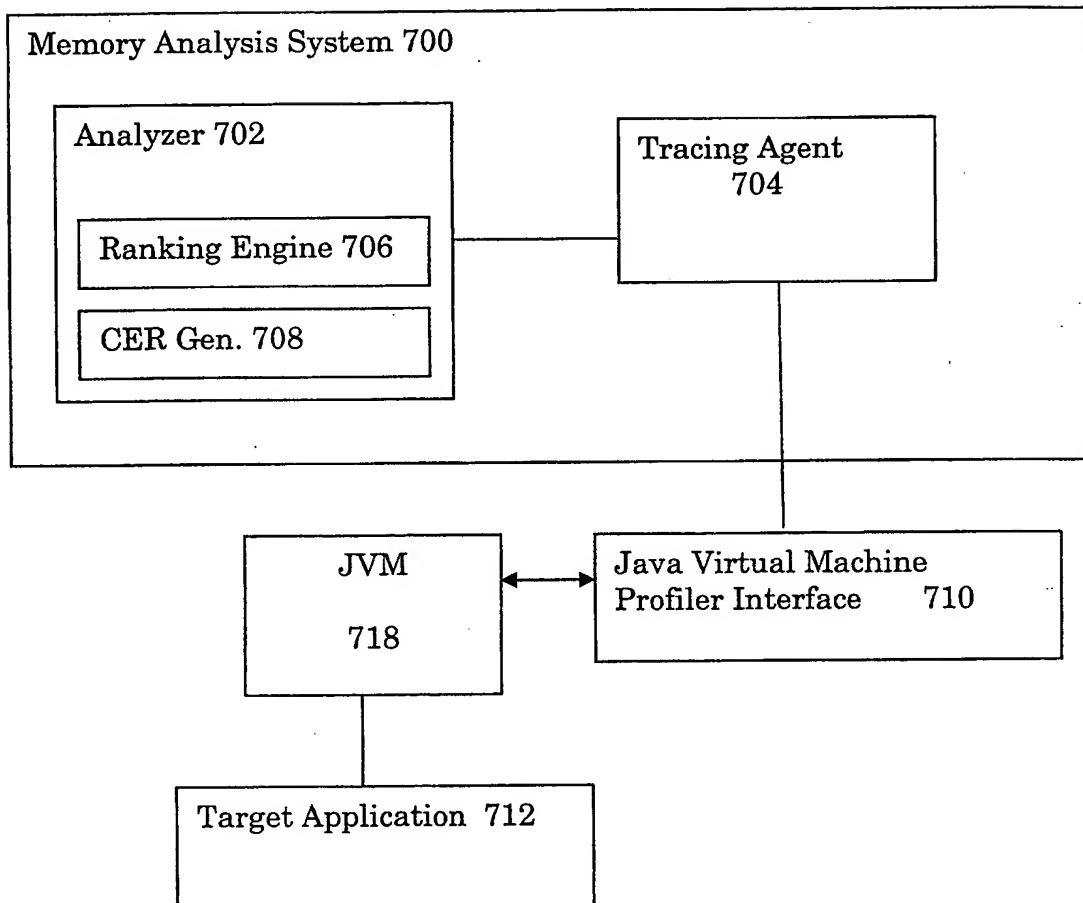 Memory Analysis System 700
Analyzer 702
Tracing Agent
704
Ranking Engine 706
CER Gen. 708
JVM
718
Java Virtual Machine
Profiler Interface 710
Target Application 712